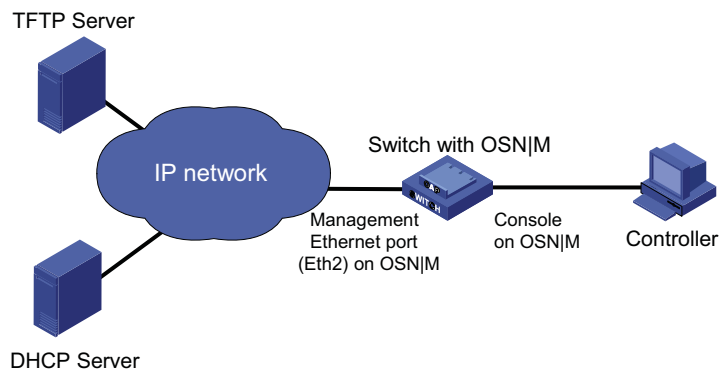 TFTP Server
IP network
Switch with OSN|M
SWITCH
Management
Ethernet port
(Eth2) on OSN|M
Console
on OSN|M
Controller
DHCP Server